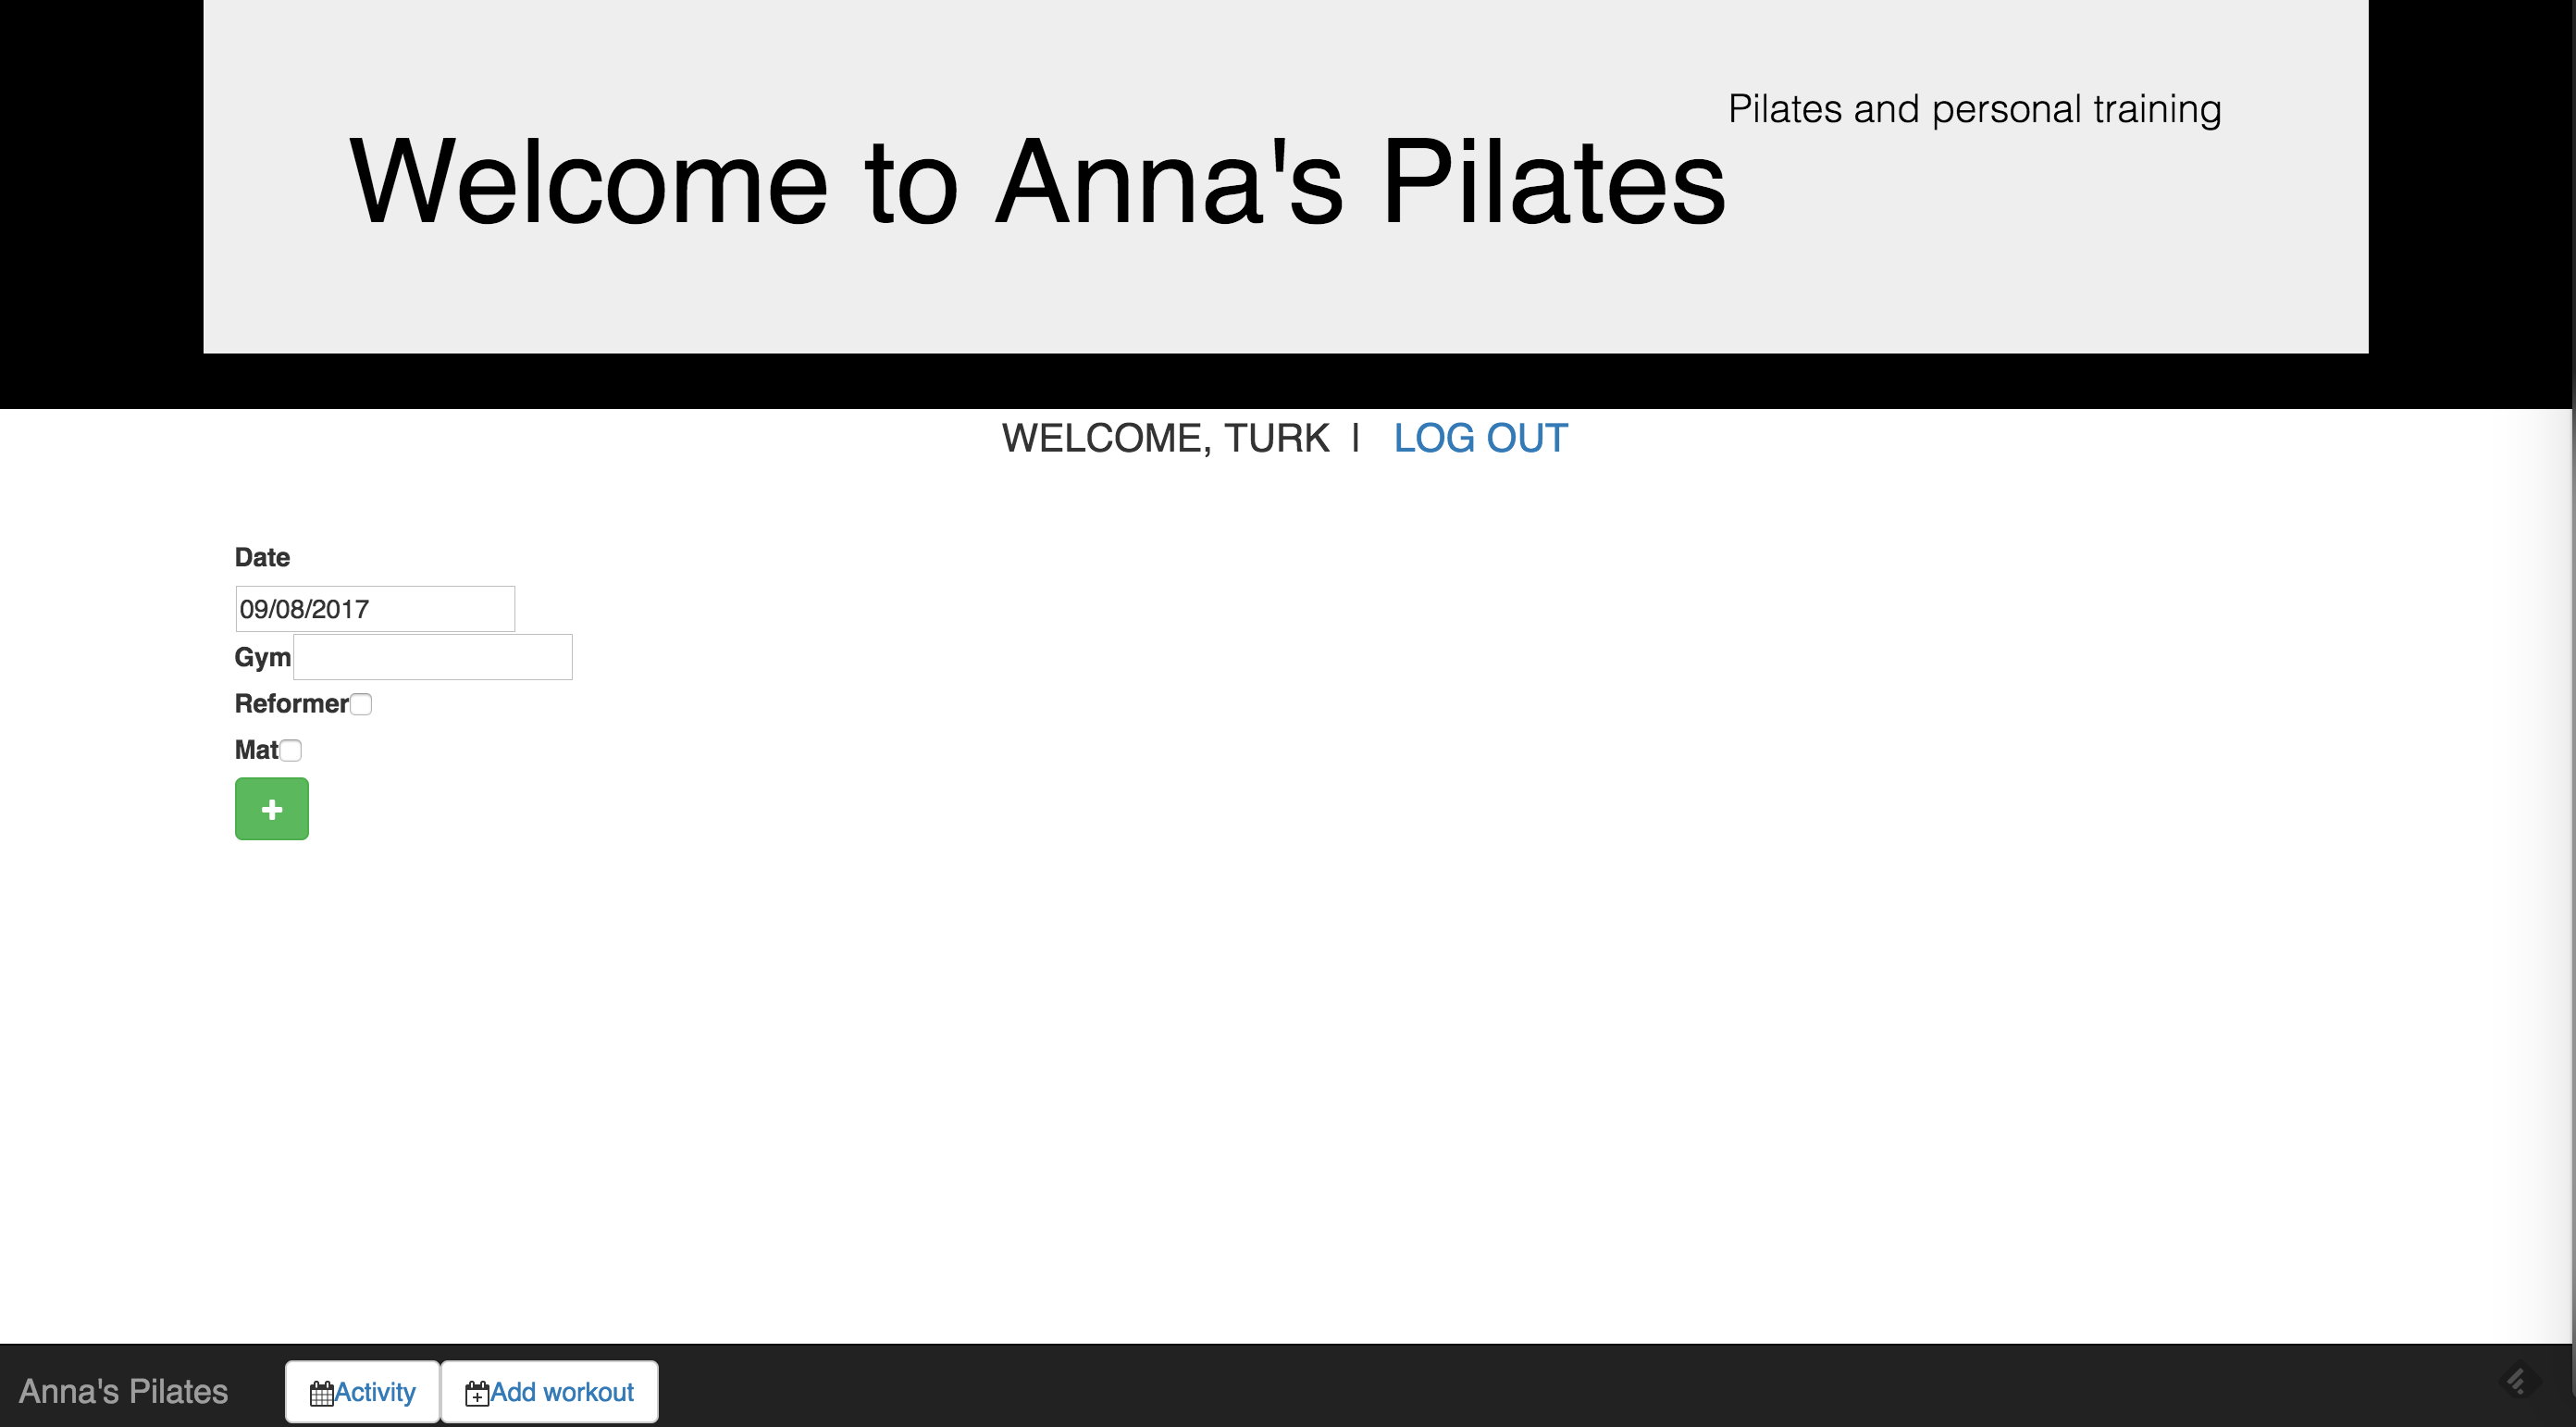 Pilates and personal training
Welcome to Anna's Pilates
WELCOME, TURK | LOG OUT
Date
09/08/2017
Gym
Reformer
Mat
Anna's Pilates Activity Add workout